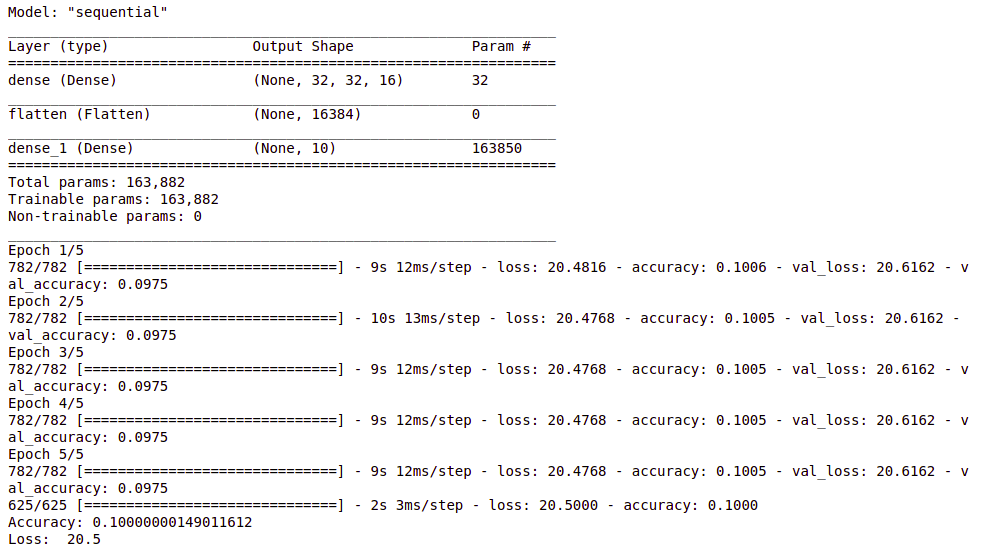 Model: "sequential"
_________________________________________________________________
Layer (type)                 Output Shape              Param #
=================================================================
dense (Dense)                (None, 32, 32, 16)        32
_________________________________________________________________
flatten (Flatten)            (None, 16384)             0
_________________________________________________________________
dense_1 (Dense)              (None, 10)                163850
=================================================================
Total params: 163,882
Trainable params: 163,882
Non-trainable params: 0
_________________________________________________________________
Epoch 1/5
782/782 [==============================] - 9s 12ms/step - loss: 20.4816 - accuracy: 0.1006 - val_loss: 20.6162 - v
al_accuracy: 0.0975
Epoch 2/5
782/782 [==============================] - 10s 13ms/step - loss: 20.4768 - accuracy: 0.1005 - val_loss: 20.6162 -
val_accuracy: 0.0975
Epoch 3/5
782/782 [==============================] - 9s 12ms/step - loss: 20.4768 - accuracy: 0.1005 - val_loss: 20.6162 - v
al_accuracy: 0.0975
Epoch 4/5
782/782 [==============================] - 9s 12ms/step - loss: 20.4768 - accuracy: 0.1005 - val_loss: 20.6162 - v
al_accuracy: 0.0975
Epoch 5/5
782/782 [==============================] - 9s 12ms/step - loss: 20.4768 - accuracy: 0.1005 - val_loss: 20.6162 - v
al_accuracy: 0.0975
625/625 [==============================] - 2s 3ms/step - loss: 20.5000 - accuracy: 0.1000
Accuracy: 0.10000000149011612
Loss:  20.5